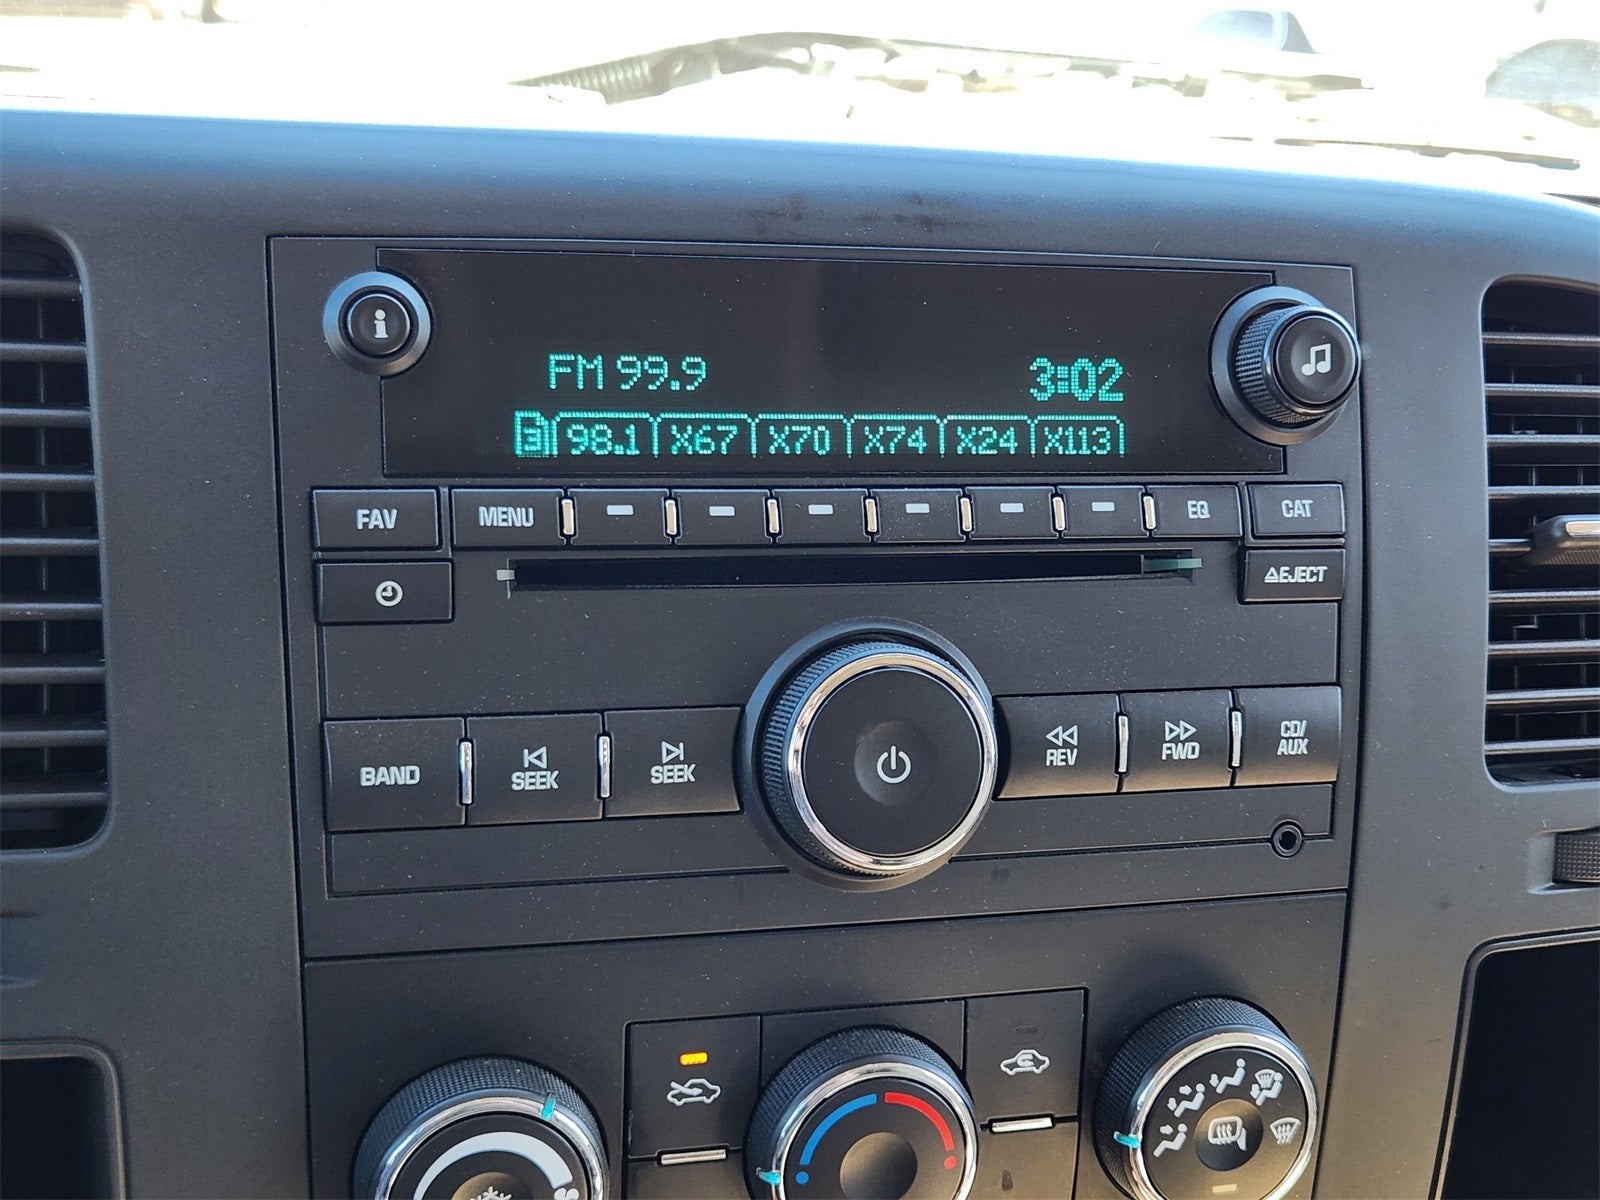 FM 99.9 3:02
3 98.1 X67 X70 X74 X24 X113
FAV MENU EQ CAT
EJECT
BAND SEEK SEEK REV FWD CD/
AUX